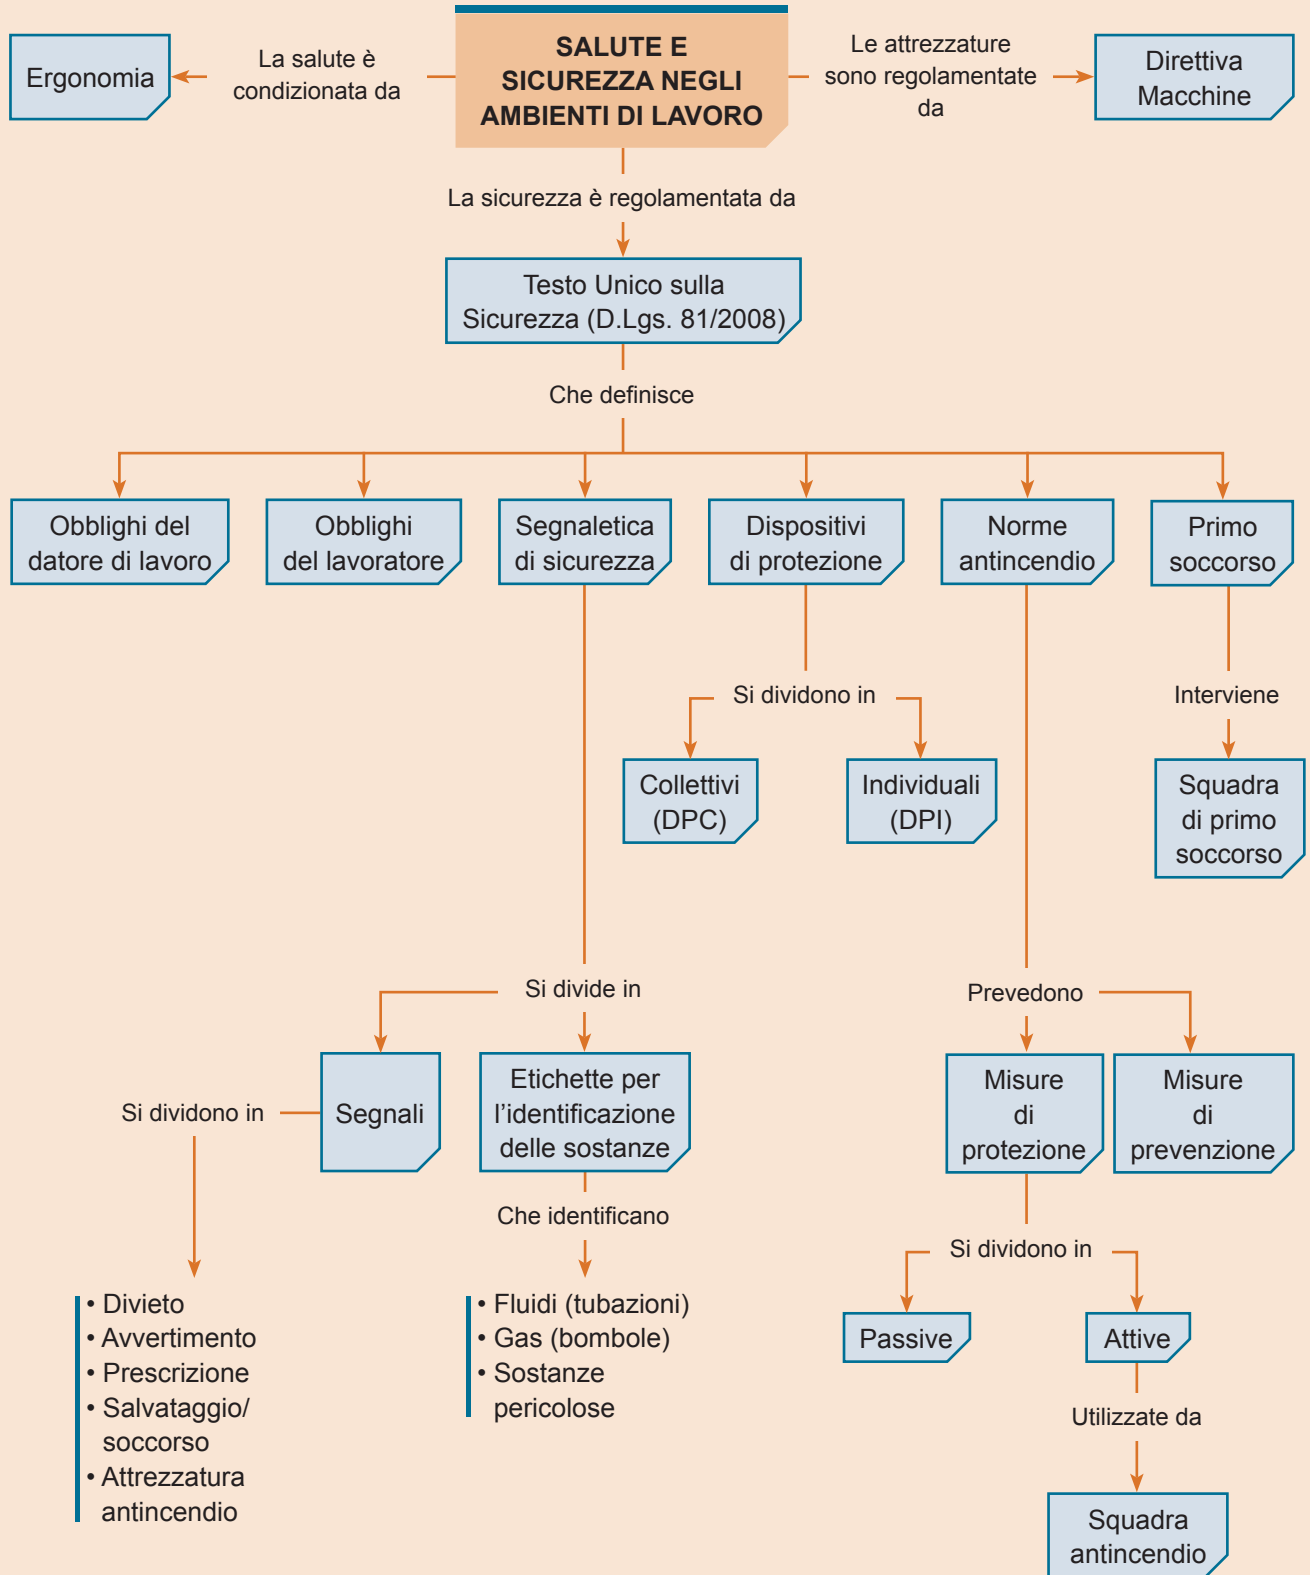 Ergonomia
La salute è
condizionata da
SALUTE E
SICUREZZA NEGLI
AMBIENTI DI LAVORO
Le attrezzature
sono regolamentate
da
Direttiva
Macchine
La sicurezza è regolamentata da
Testo Unico sulla
Sicurezza (D.Lgs. 81/2008)
Che definisce
Obblighi del
datore di lavoro
Obblighi
del lavoratore
Segnaletica
di sicurezza
Dispositivi
di protezione
Norme
antincendio
Primo
soccorso
Si dividono in
Interviene
Collettivi
(DPC)
Individuali
(DPI)
Squadra
di primo
soccorso
Si divide in
Prevedono
Si dividono in
Segnali
Etichette per
l’identificazione
delle sostanze
Misure
di
protezione
Misure
di
prevenzione
Che identificano
Si dividono in
• Divieto
• Avvertimento
• Prescrizione
• Salvataggio/
soccorso
• Attrezzatura
antincendio
• Fluidi (tubazioni)
• Gas (bombole)
• Sostanze
pericolose
Passive
Attive
Utilizzate da
Squadra
antincendio